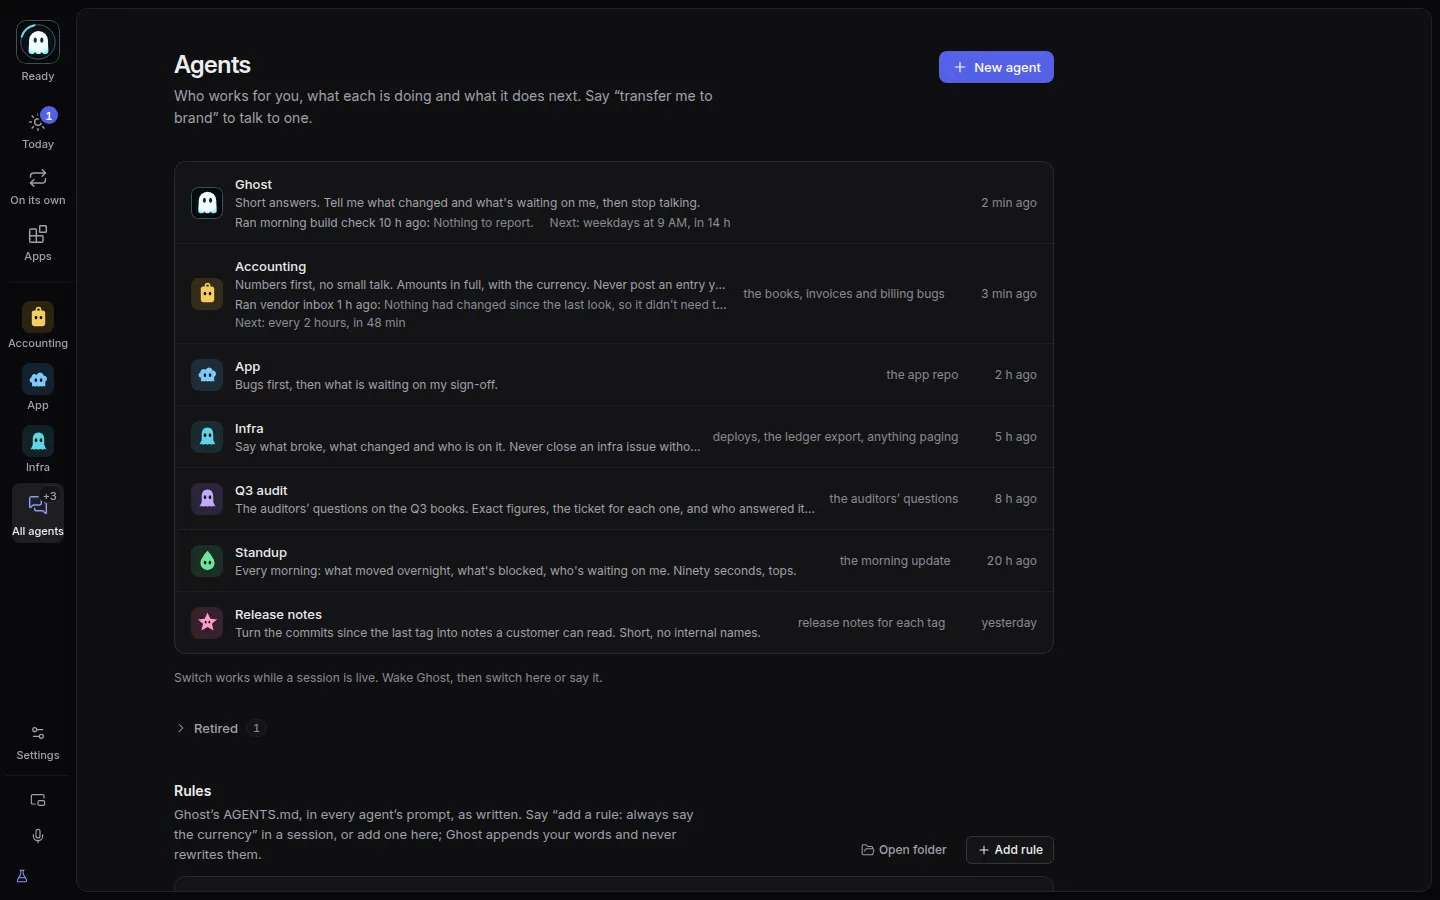 Ready
1
Today
On its own
Apps
Accounting
App
Infra
+3
All agents
Settings
Agents
New agent
Who works for you, what each is doing and what it does next. Say “transfer me to
brand” to talk to one.
Ghost
Short answers. Tell me what changed and what's waiting on me, then stop talking.
2 min ago
Ran morning build check 10 h ago: Nothing to report. Next: weekdays at 9 AM, in 14 h
Accounting
Numbers first, no small talk. Amounts in full, with the currency. Never post an entry y...
the books, invoices and billing bugs
3 min ago
Ran vendor inbox 1 h ago: Nothing had changed since the last look, so it didn’t need t...
Next: every 2 hours, in 48 min
App
Bugs first, then what is waiting on my sign-off.
the app repo
2 h ago
Infra
Say what broke, what changed and who is on it. Never close an infra issue witho...
deploys, the ledger export, anything paging
5 h ago
Q3 audit
The auditors’ questions on the Q3 books. Exact figures, the ticket for each one, and who answered it...
the auditors’ questions
8 h ago
Standup
Every morning: what moved overnight, what's blocked, who's waiting on me. Ninety seconds, tops.
the morning update
20 h ago
Release notes
Turn the commits since the last tag into notes a customer can read. Short, no internal names.
release notes for each tag
yesterday
Switch works while a session is live. Wake Ghost, then switch here or say it.
Retired 1
Rules
Ghost’s AGENTS.md, in every agent’s prompt, as written. Say “add a rule: always say
the currency” in a session, or add one here; Ghost appends your words and never
rewrites them.
Open folder
Add rule